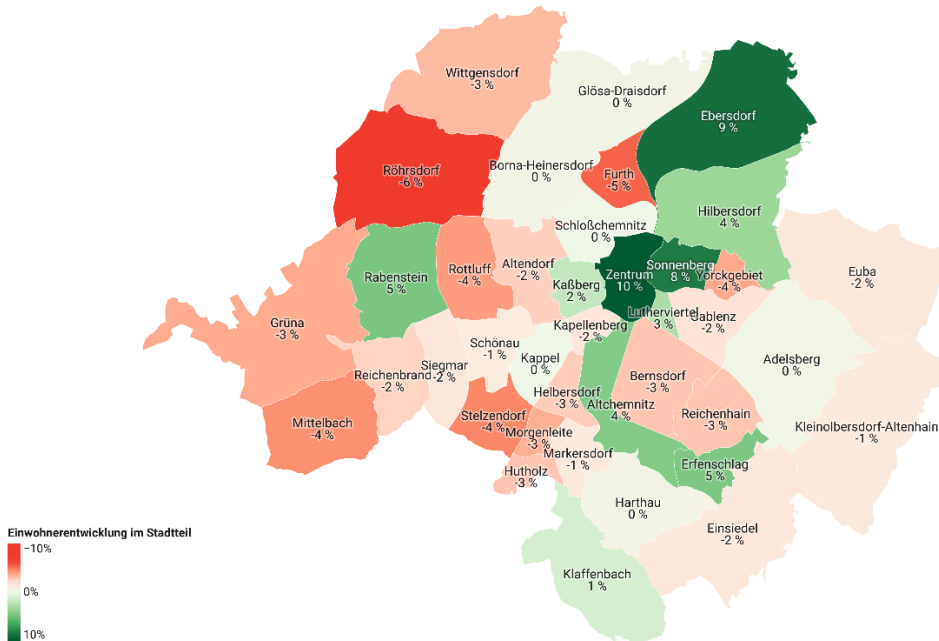 Wittgensdorf
-3 %
Glösa-Draisdorf
0 %
Ebersdorf
9 %
Röhrsdorf
-6 %
Borna-Heinersdorf
0 %
Furth
-5 %
Hilbersdorf
4 %
Schloßchemnitz
0 %
Rabenstein
5 %
Rottluff
-4 %
Altendorf
-2 %
Kaßberg
2 %
Zentrum
10 %
Sonnenberg
8 %
Yorckgebiet
-4 %
Euba
-2 %
Grüna
-3 %
Lutherviertel
3 %
Gablenz
-2 %
Kapellenberg
-2 %
Schönau
-1 %
Siegmar
-2 %
Reichenbrand
-2 %
Kappel
0 %
Adelsberg
0 %
Bernsdorf
-3 %
Helbersdorf
-3 %
Altchemnitz
4 %
Reichenhain
-3 %
Mittelbach
-4 %
Stelzendorf
-4 %
Morgenleite
-3 %
Kleinolbersdorf-Altenhain
-1 %
Markersdorf
-1 %
Hutholz
-3 %
Erfenschlag
5 %
Harthau
0 %
Einsiedel
-2 %
Klaffenbach
1 %
Einwohnerentwicklung im Stadtteil
−10%
0%
10%